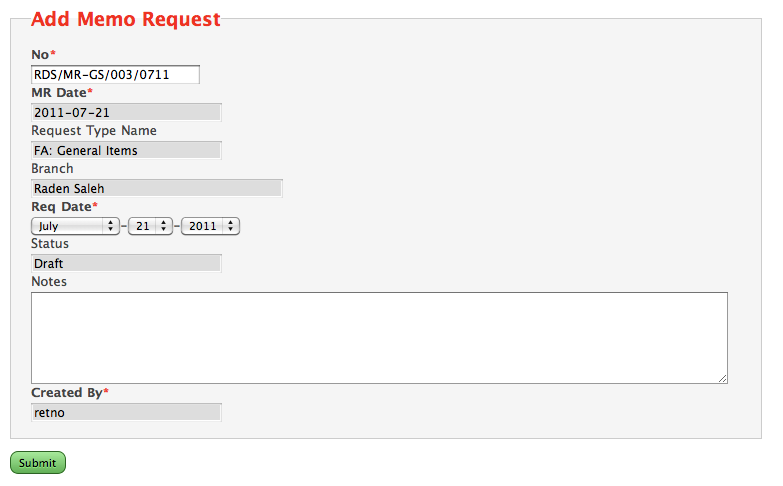 Add Memo Request
No*
RDS/MR-GS/003/0711
MR Date*
2011-07-21
Request Type Name
FA: General Items
Branch
Raden Saleh
Req Date*
July - 21 - 2011
Status
Draft
Notes
Created By*
retno
Submit